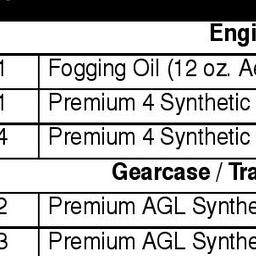 Engi
1 Fogging Oil (12 oz. Ae
1 Premium 4 Synthetic
4 Premium 4 Synthetic
Gearcase / Tra
2 Premium AGL Synthe
3 Premium AGL Synthe